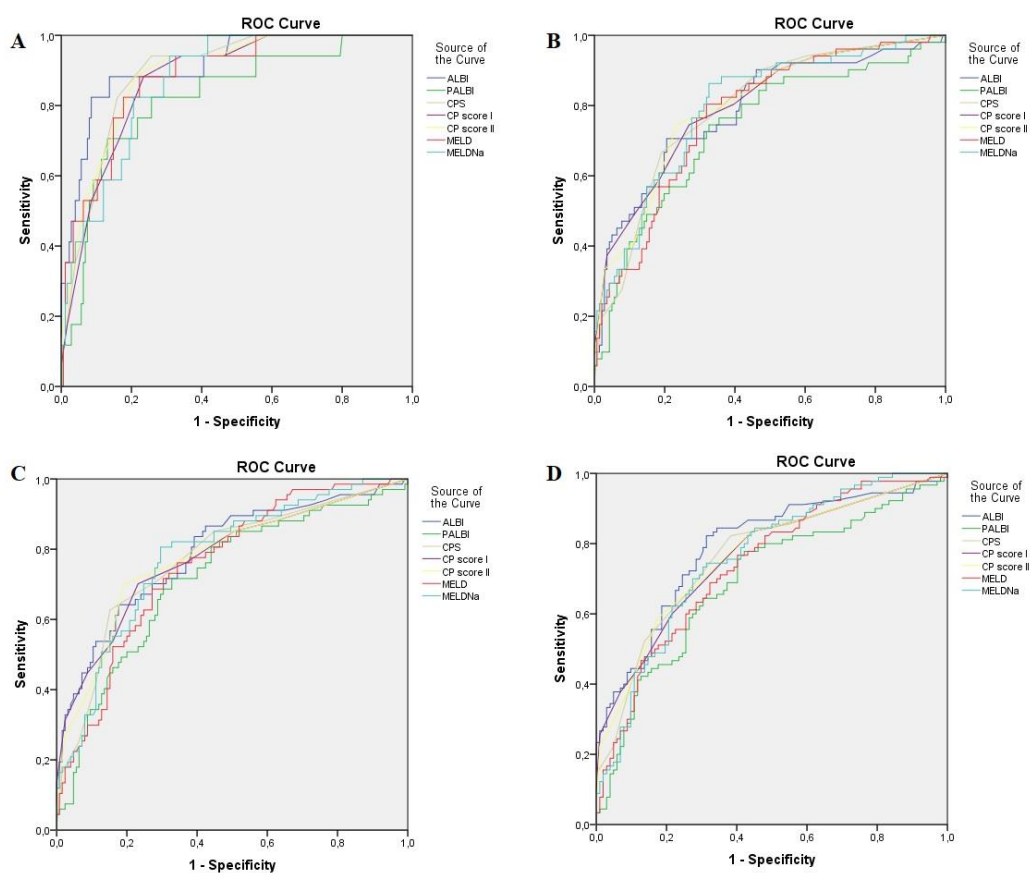 A
ROC Curve
Sensitivity
1,0
0,8
0,6
0,4
0,2
0,0
0,0 0,2 0,4 0,6 0,8 1,0
1 - Specificity
Source of
the Curve
ALBI
PALBI
CPS
CP score I
CP score II
MELD
MELDNa
B
ROC Curve
Sensitivity
1,0
0,8
0,6
0,4
0,2
0,0
0,0 0,2 0,4 0,6 0,8 1,0
1 - Specificity
Source of
the Curve
ALBI
PALBI
CPS
CP score I
CP score II
MELD
MELDNa
C
ROC Curve
Sensitivity
1,0
0,8
0,6
0,4
0,2
0,0
0,0 0,2 0,4 0,6 0,8 1,0
1 - Specificity
Source of
the Curve
ALBI
PALBI
CPS
CP score I
CP score II
MELD
MELDNa
D
ROC Curve
Sensitivity
1,0
0,8
0,6
0,4
0,2
0,0
0,0 0,2 0,4 0,6 0,8 1,0
1 - Specificity
Source of
the Curve
ALBI
PALBI
CPS
CP score I
CP score II
MELD
MELDNa